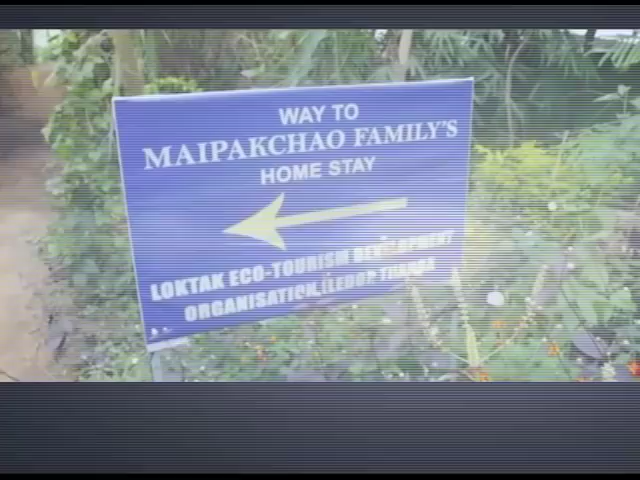 WAY TO
MAIPAKCHAO FAMILY'S
HOME STAY
LOKTAK ECO-TOURISM DEVELOPMENT
ORGANISATION, THANGA